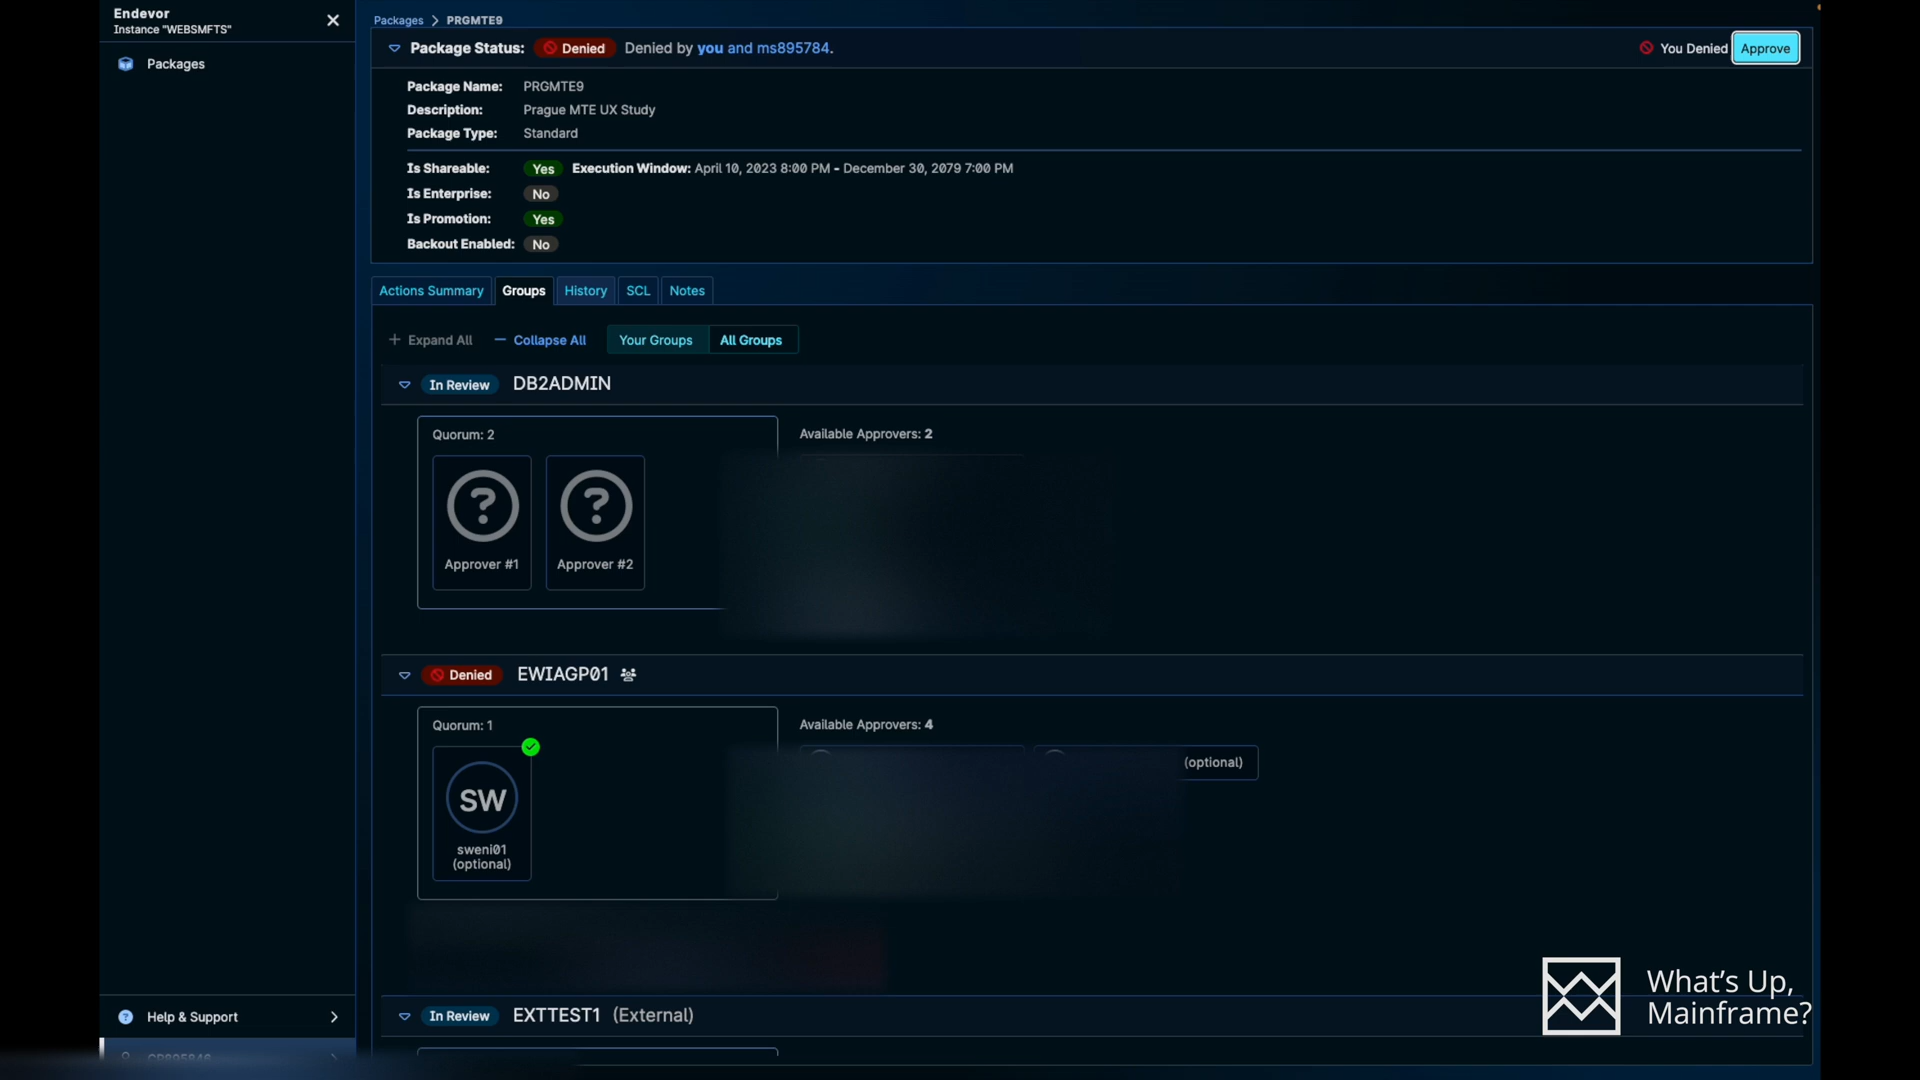 Endevor
Instance "WEBSMFTS"
Packages
Packages > PRGMTE9
Package Status: Denied Denied by you and ms895784.
You Denied Approve
Package Name: PRGMTE9
Description: Prague MTE UX Study
Package Type: Standard
Is Shareable: Yes Execution Window: April 10, 2023 8:00 PM - December 30, 2079 7:00 PM
Is Enterprise: No
Is Promotion: Yes
Backout Enabled: No
Actions Summary Groups History SCL Notes
+ Expand All — Collapse All Your Groups All Groups
In Review DB2ADMIN
Quorum: 2
Available Approvers: 2
? ?
Approver #1 Approver #2
Denied EWIAGP01
Quorum: 1
Available Approvers: 4
(optional)
SW
sweni01
(optional)
In Review EXTTEST1 (External)
Help & Support
What's Up,
Mainframe?